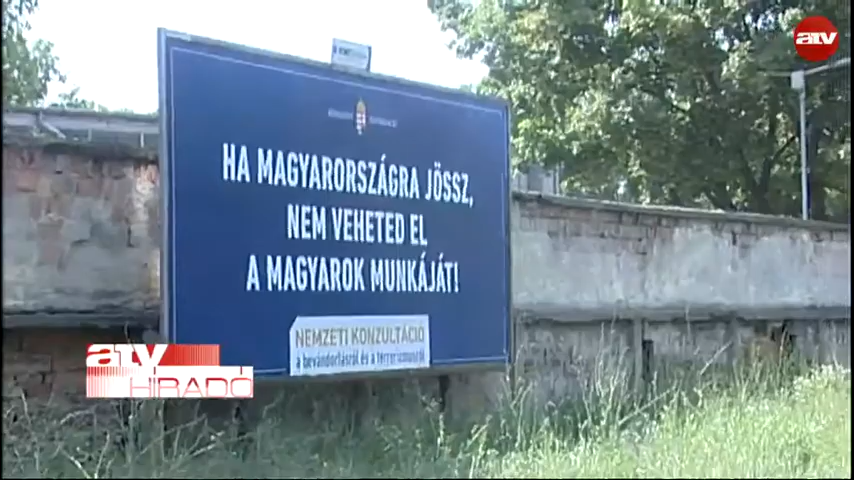 atv
HA MAGYARORSZÁGRA JÖSSZ,
NEM VEHETED EL
A MAGYAROK MUNKÁJÁT!
NEMZETI KONZULTÁCIÓ
a bevándorlásról és a terrorizmusról
atv
HÍRADÓ